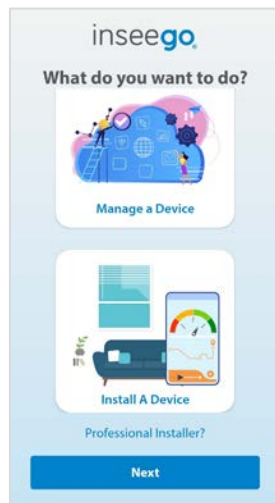 inseego
What do you want to do?
Manage a Device
Install A Device
Professional Installer?
Next